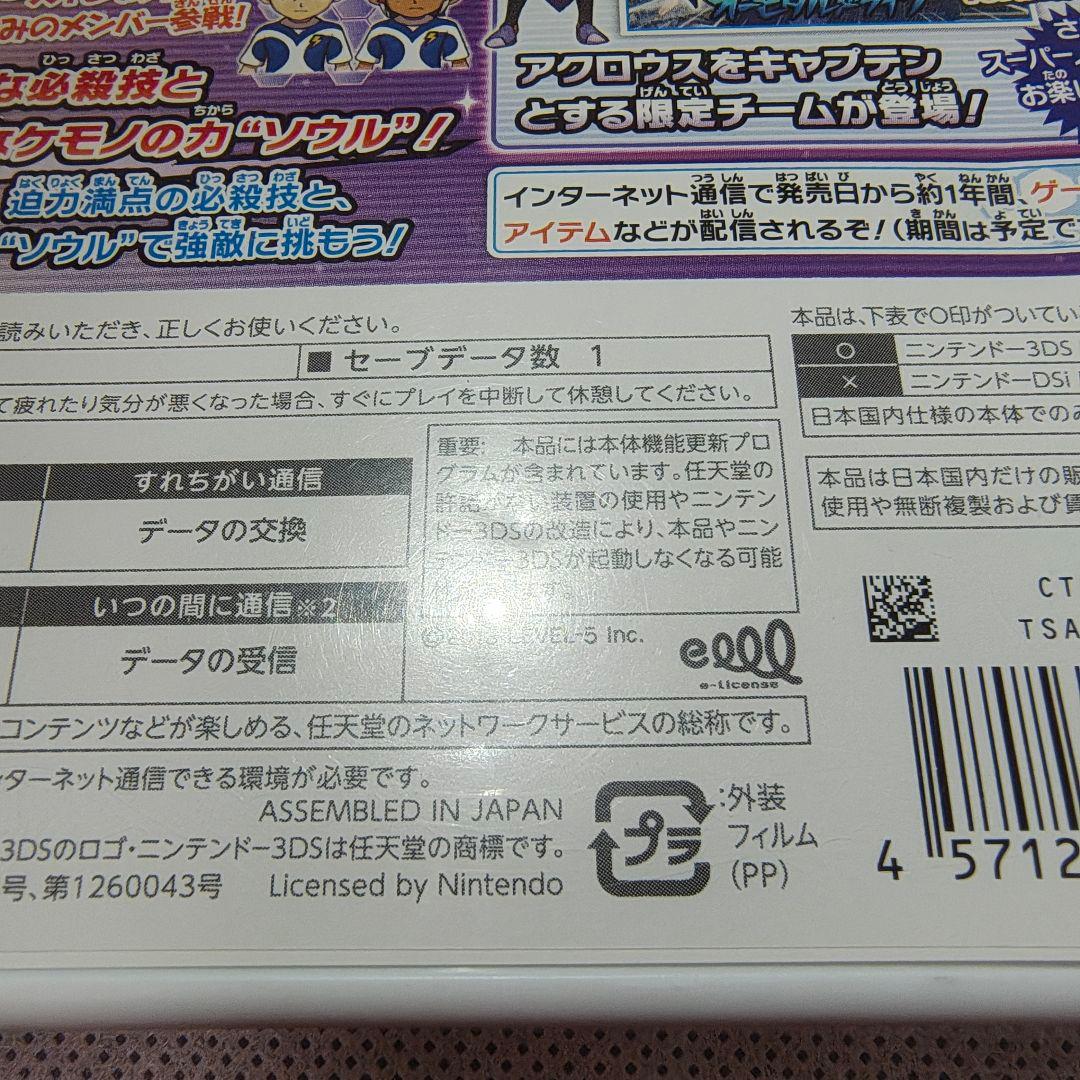 みのメンバー参戦!
な必殺技と
ケモノの力“ソウル”!
迫力満点の必殺技と、
“ソウル”で強敵に挑もう!
アクロウスをキャプテン
とする限定チームが登場!
スーパー
お楽し
インターネット通信で発売日から約1年間、ゲー
アイテムなどが配信されるぞ!(期間は予定で
読みいただき、正しくお使いください。
■ セーブデータ数 1
て疲れたり気分が悪くなった場合、すぐにプレイを中断して休憩してください。
本品は、下表で○印がついてい
○ ニンテンドー3DS
× ニンテンドーDSi
日本国内仕様の本体でのみ
本品は日本国内だけの販
使用や無断複製および賃
すれちがい通信
データの交換
いつの間に通信※2
データの受信
重要: 本品には本体機能更新プロ
グラムが含まれています。任天堂の
許諾 ない装置の使用やニンテン
ドー3DSの改造により、本品やニン
3DSが起動しなくなる可能
す。
LEVEL-5 Inc.
e-license
CT
TSA
コンテンツなどが楽しめる、任天堂のネットワークサービスの総称です。
ンターネット通信できる環境が必要です。
ASSEMBLED IN JAPAN
3DSのロゴ・ニンテンドー3DSは任天堂の商標です。
号、第1260043号
Licensed by Nintendo
プラ
:外装
フィルム
(PP)
4 5712